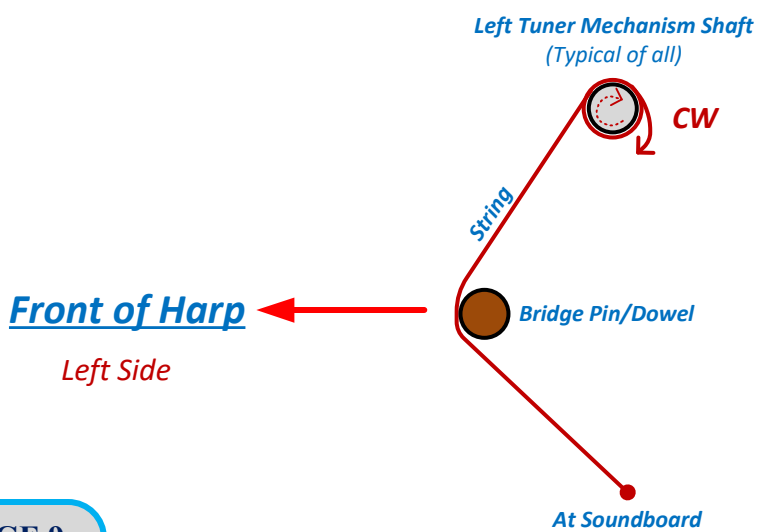 Left Tuner Mechanism Shaft
(Typical of all)
CW
String
Front of Harp
Bridge Pin/Dowel
Left Side
At Soundboard